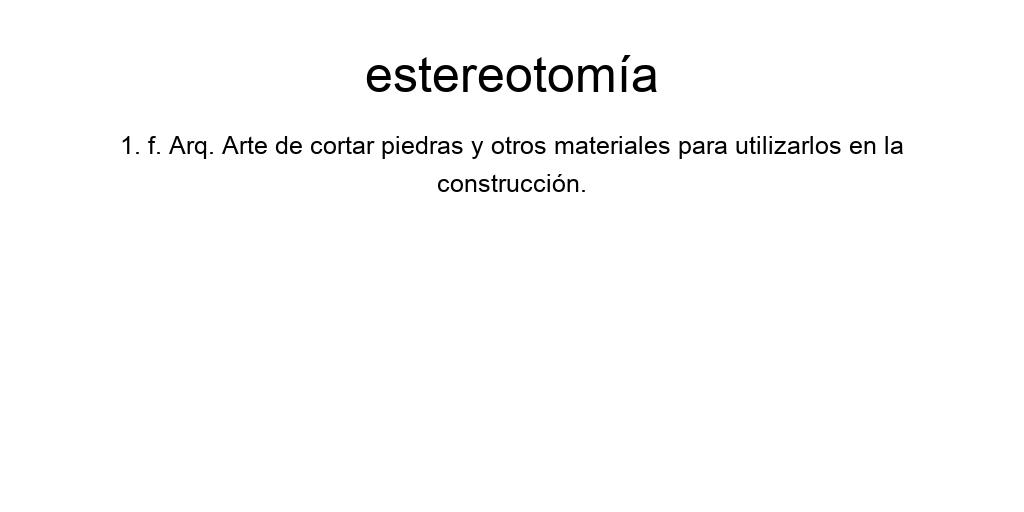 estereotomía
1. f. Arq. Arte de cortar piedras y otros materiales para utilizarlos en la
construcción.